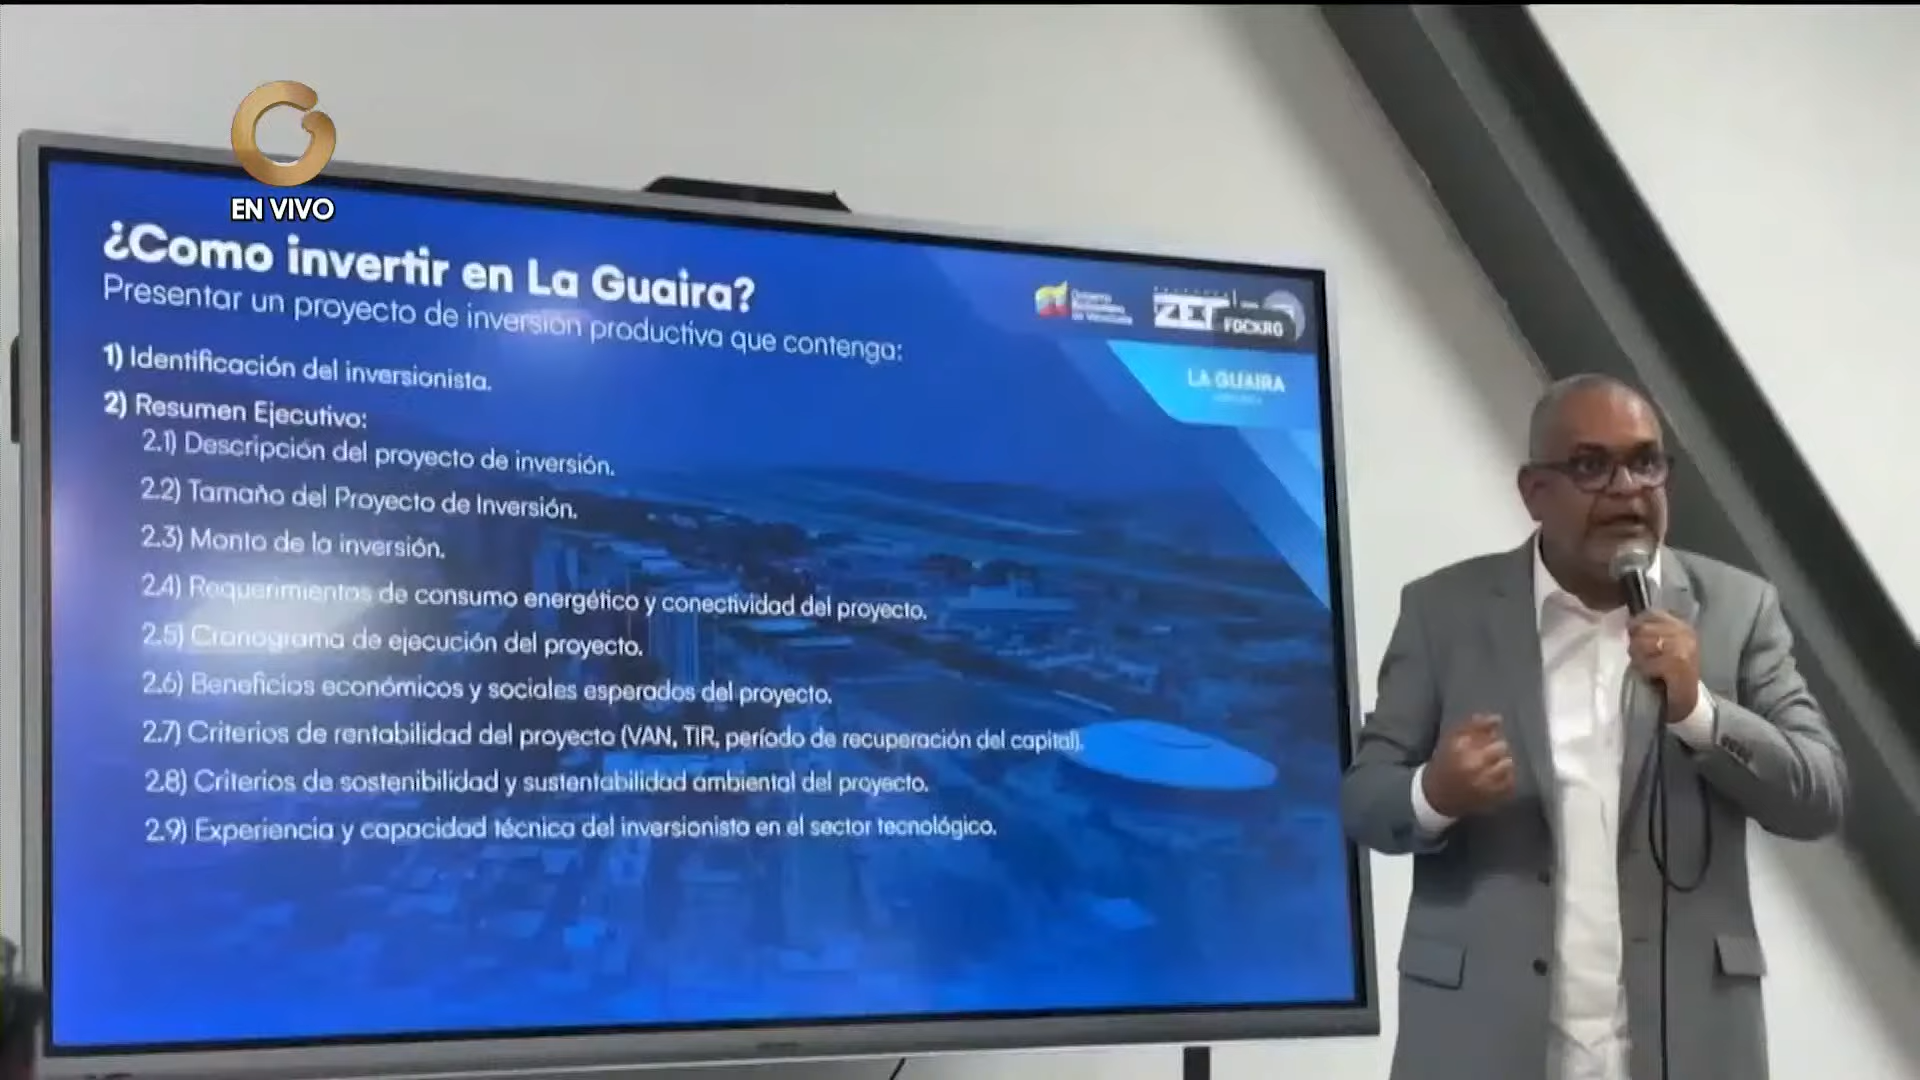 EN VIVO
¿Como invertir en La Guaira?
Presentar un proyecto de inversión productiva que contenga:
1) Identificación del inversionista.
2) Resumen Ejecutivo:
2.1) Descripción del proyecto de inversión.
2.2) Tamaño del Proyecto de Inversión.
2.3) Monto de la inversión.
2.4) Requerimientos de consumo energético y conectividad del proyecto.
2.5) Cronograma de ejecución del proyecto.
2.6) Beneficios económicos y sociales esperados del proyecto.
2.7) Criterios de rentabilidad del proyecto (VAN, TIR, período de recuperación del capital).
2.8) Criterios de sostenibilidad y sustentabilidad ambiental del proyecto.
2.9) Experiencia y capacidad técnica del inversionista en el sector tecnológico.
Gobierno
Bolivariano
de Venezuela
LA GUAIRA